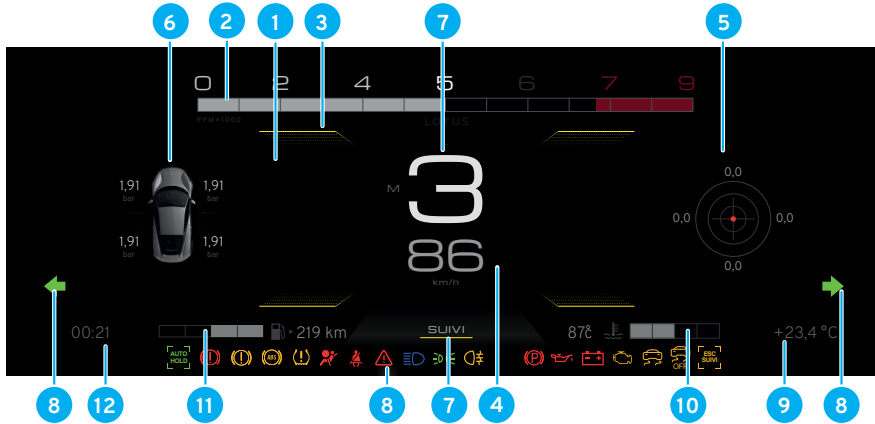 6 2 1 3 7 5
0 2 4 5 6 7 9
RPM×1000
LOTUS
0,0
1,91 1,91
bar bar
M 3
0,0 0,0
1,91 1,91
bar bar
86
0,0
km/h
00:21 219 km SUIVI 87°C +23,4 °C
AUTO HOLD
ABS
P
OFF
ESC SUIVI
8 12 11 8 7 4 10 9 8